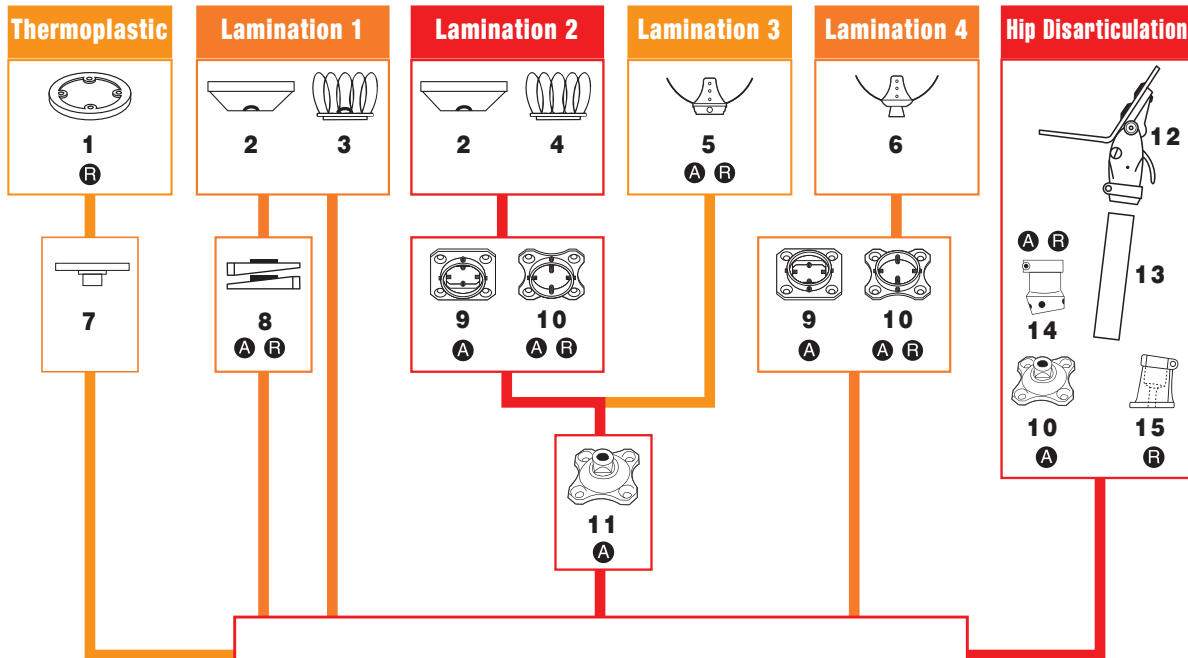 Thermoplastic
Lamination 1
Lamination 2
Lamination 3
Lamination 4
Hip Disarticulation
1
R
2
3
2
4
5
A R
6
12
13
A R
14
10
A
15
R
7
8
A R
9
A
10
A R
9
A
10
A R
11
A